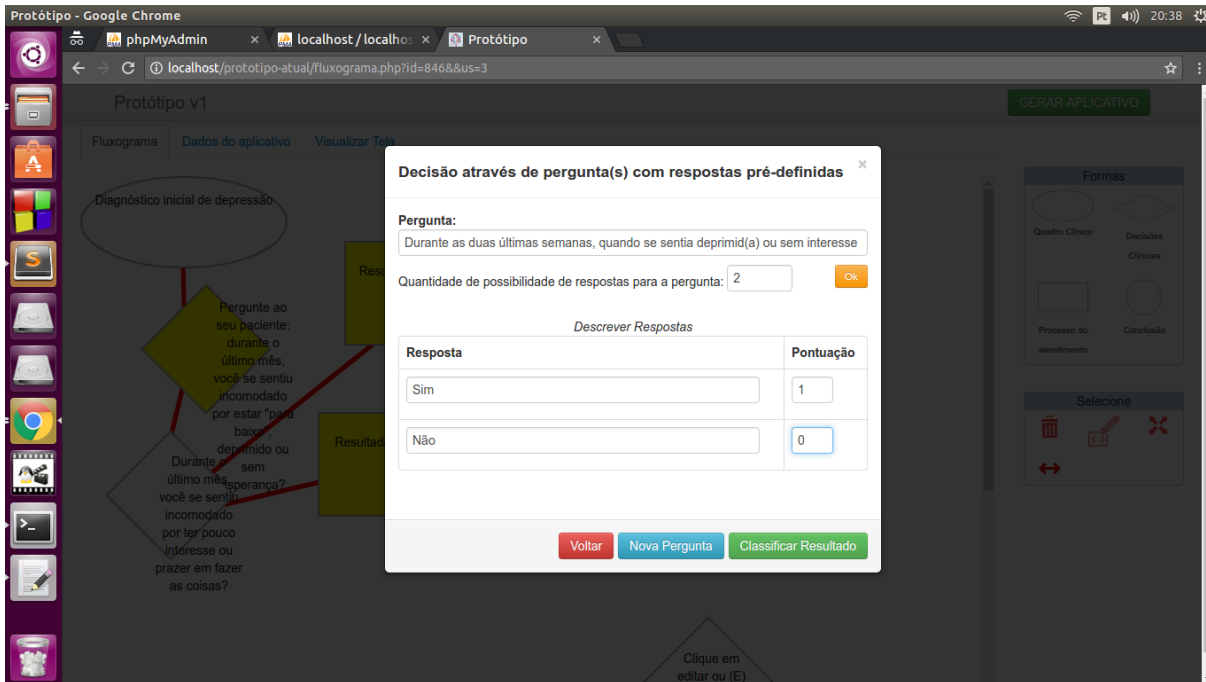 Protótipo - Google Chrome
Pt
20:38
phpMyAdmin
localhost / localhos
Protótipo
localhost/prototipo-atual/fluxograma.php?id=846&&us=3
Protótipo v1
GERAR APLICATIVO
Fluxograma
Dados do aplicativo
Visualizar Tela
Diagnóstico inicial de depressão
Pergunte ao
seu paciente:
durante o
último mês,
você se sentiu
incomodado
por estar "para
baixo",
deprimido ou
sem
sperança?
Durante
último mês,
você se sentiu
incomodado
por ter pouco
interesse ou
prazer em fazer
as coisas?
Resu
Resultad
Decisão através de pergunta(s) com respostas pré-definidas
×
Pergunta:
Durante as duas últimas semanas, quando se sentia deprimid(a) ou sem interesse
Quantidade de possibilidade de respostas para a pergunta:
2
Ok
Descrever Respostas
Resposta
Pontuação
Sim
1
Não
0
Voltar
Nova Pergunta
Classificar Resultado
Formas
Quadro Clínico
Decisões
Clínicas
Processo do
atendimento
Conclusão
Selecione
Clique em
editar ou (E)